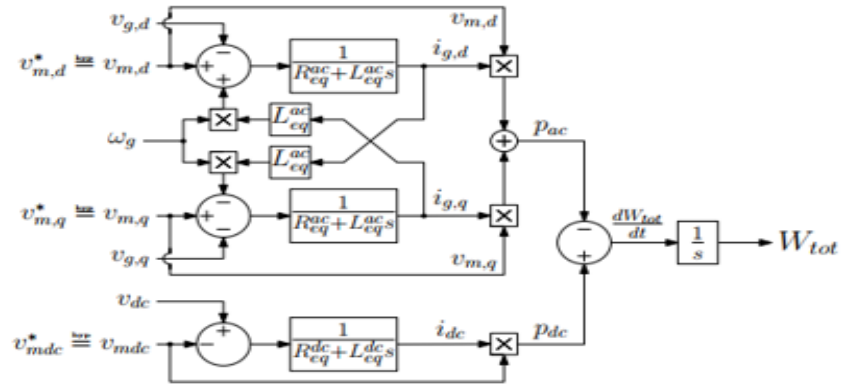 v_{g,d}
v_{m,d}
v^*_{m,d} ≝ v_{m,d}
1
R^{ac}_{eq}+L^{ac}_{eq}s
i_{g,d}
×
−
+
+
×
L^{ac}_{eq}
ω_g
+
p_{ac}
×
L^{ac}_{eq}
v^*_{m,q} ≝ v_{m,q}
+
−
−
1
R^{ac}_{eq}+L^{ac}_{eq}s
i_{g,q}
×
v_{g,q}
v_{m,q}
−
+
dW_{tot}
dt
1
s
W_{tot}
v_{dc}
v^*_{mdc} ≝ v_{mdc}
+
−
1
R^{dc}_{eq}+L^{dc}_{eq}s
i_{dc}
×
p_{dc}